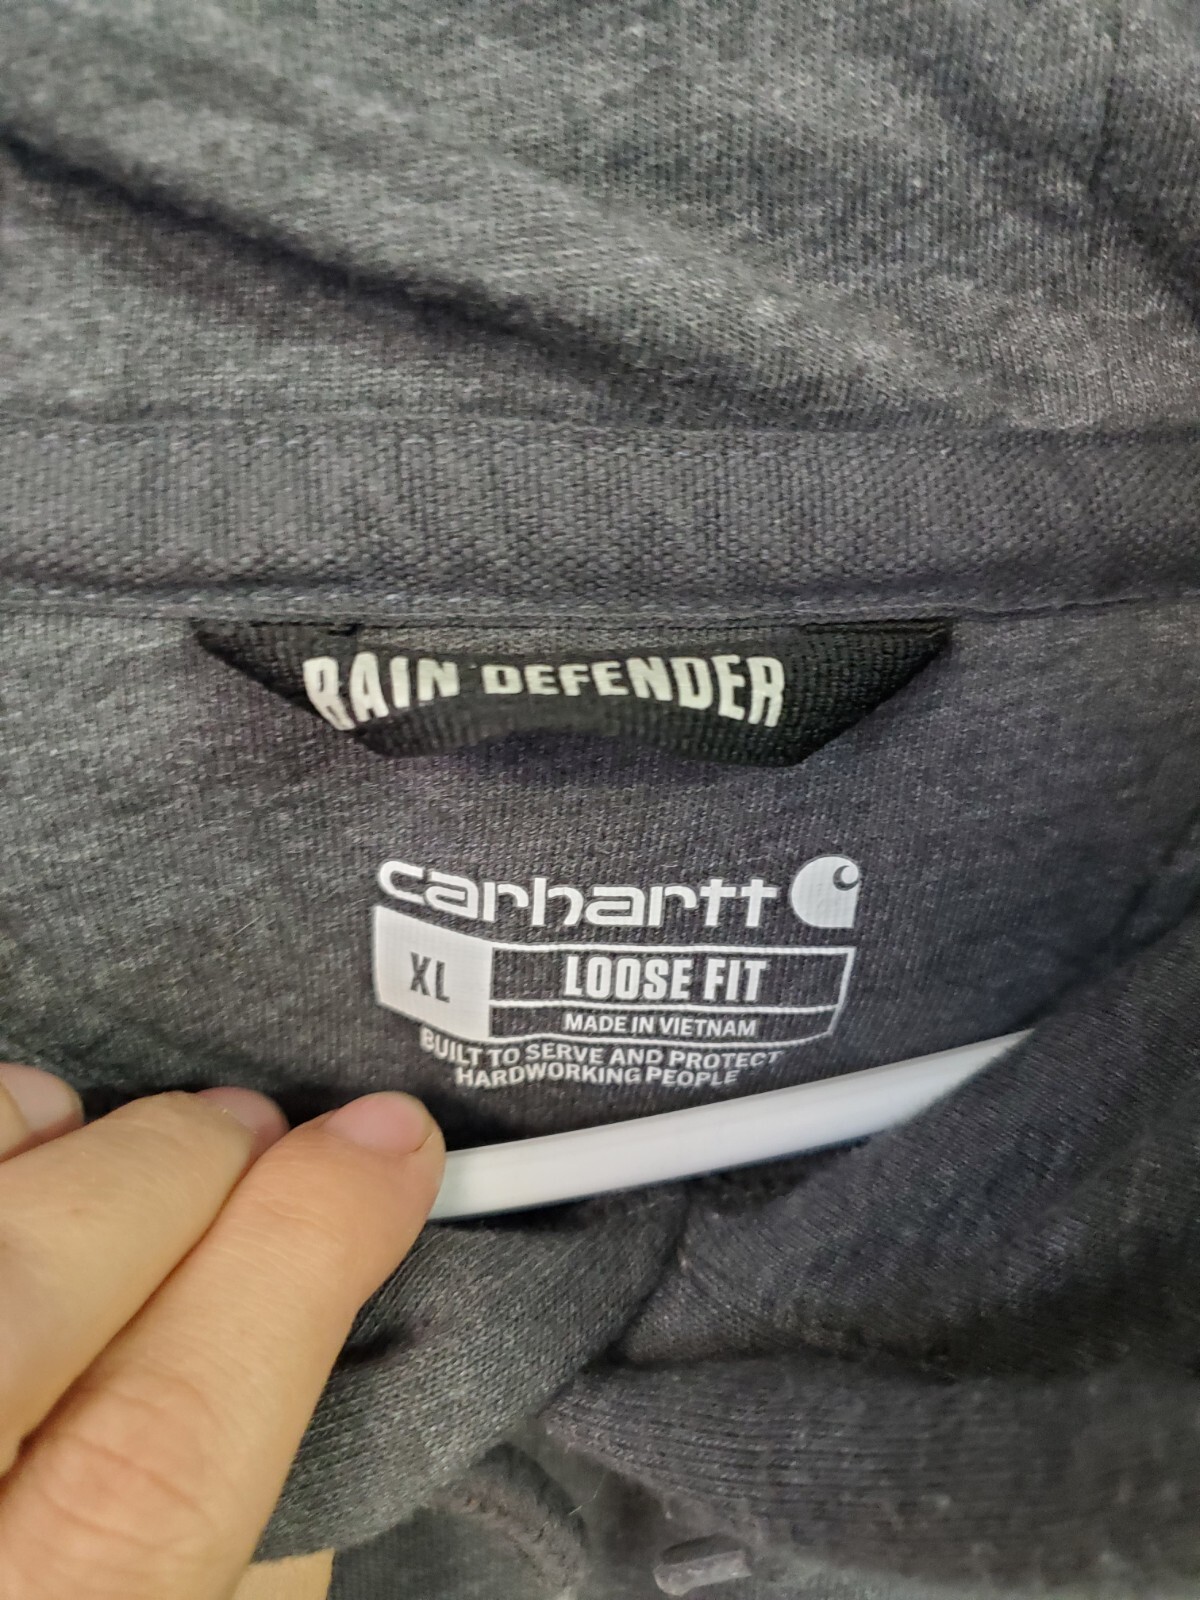 RAIN DEFENDER
carhartt
XL
LOOSE FIT
MADE IN VIETNAM
BUILT TO SERVE AND PROTECT
HARDWORKING PEOPLE